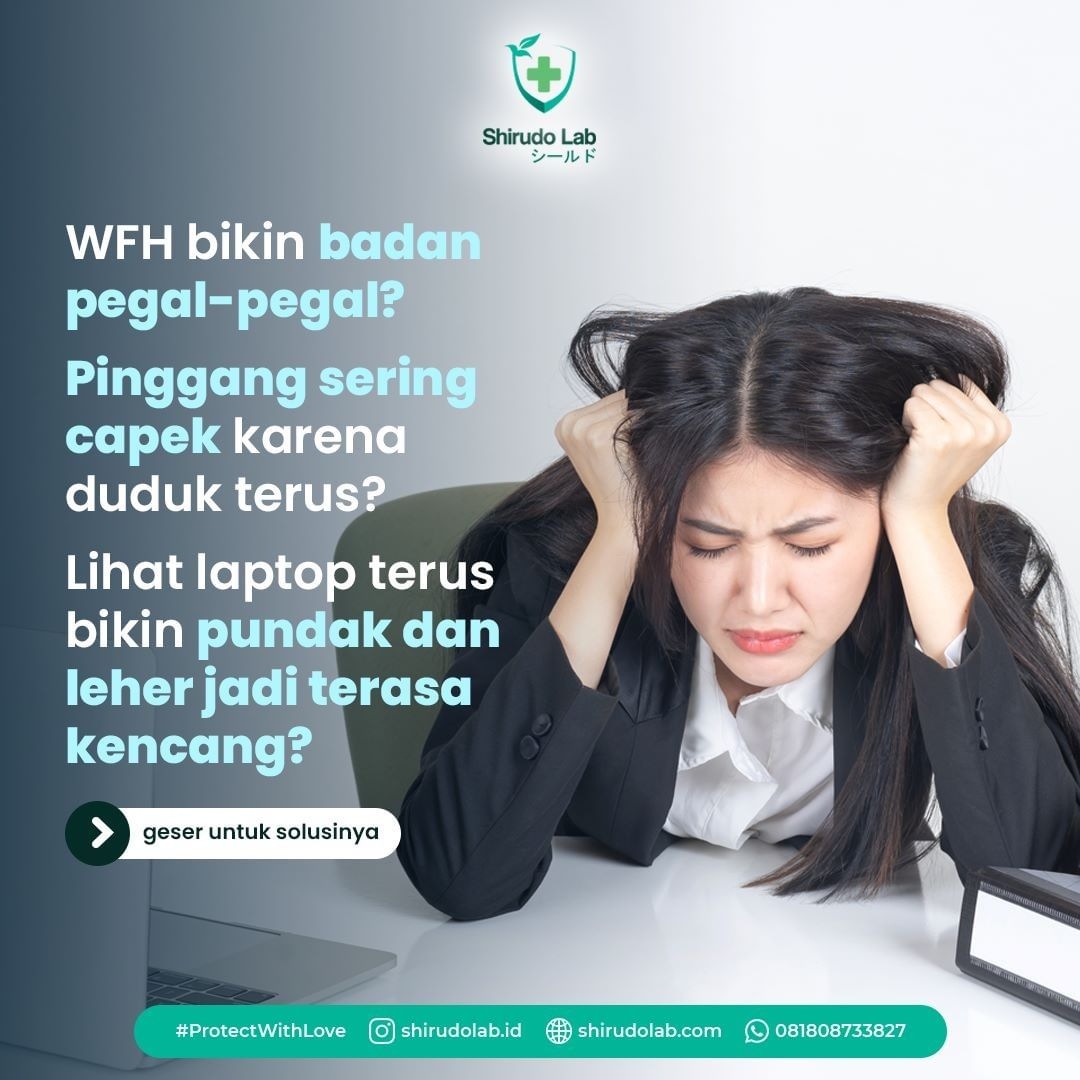 Shirudo Lab
シールド
WFH bikin badan
pegal-pegal?
Pinggang sering
capek karena
duduk terus?
Lihat laptop terus
bikin pundak dan
leher jadi terasa
kencang?
geser untuk solusinya
#ProtectWithLove shirudolab.id shirudolab.com 081808733827